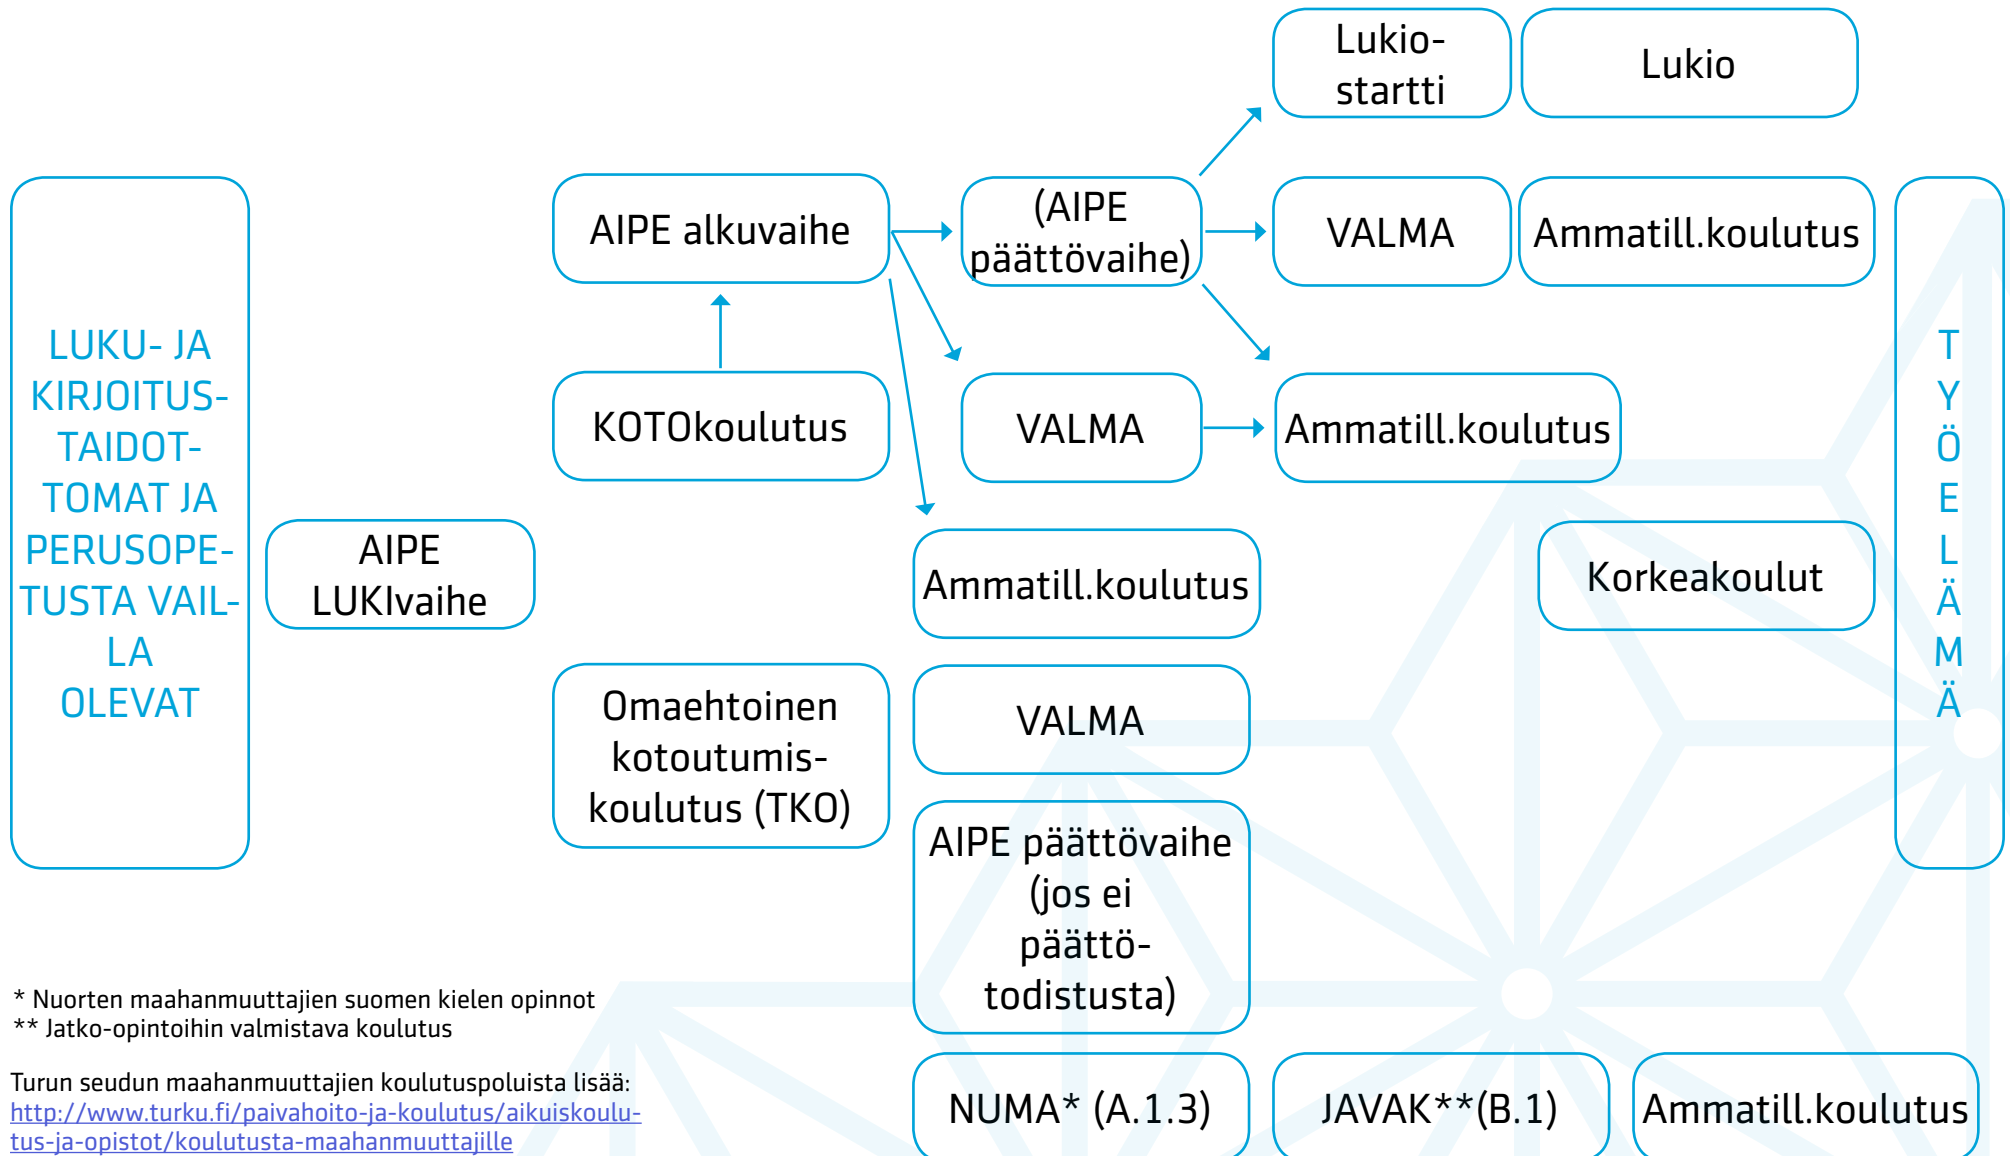 Lukio-
startti
Lukio
LUKU- JA
KIRJOITUS-
TAIDOT-
TOMAT JA
PERUSOPE-
TUSTA VAIL-
LA
OLEVAT
AIPE
LUKIvaihe
AIPE alkuvaihe
(AIPE
päättövaihe)
VALMA
Ammatill.koulutus
KOTOkoulutus
VALMA
Ammatill.koulutus
Ammatill.koulutus
Korkeakoulut
Omaehtoinen
kotoutumis-
koulutus (TKO)
VALMA
AIPE päättövaihe
(jos ei
päättö-
todistusta)
NUMA* (A.1.3)
JAVAK**(B.1)
Ammatill.koulutus
T
Y
Ö
E
L
Ä
M
Ä
* Nuorten maahanmuuttajien suomen kielen opinnot
** Jatko-opintoihin valmistava koulutus
Turun seudun maahanmuuttajien koulutuspoluista lisää:
http://www.turku.fi/paivahoito-ja-koulutus/aikuiskoulu-
tus-ja-opistot/koulutusta-maahanmuuttajille